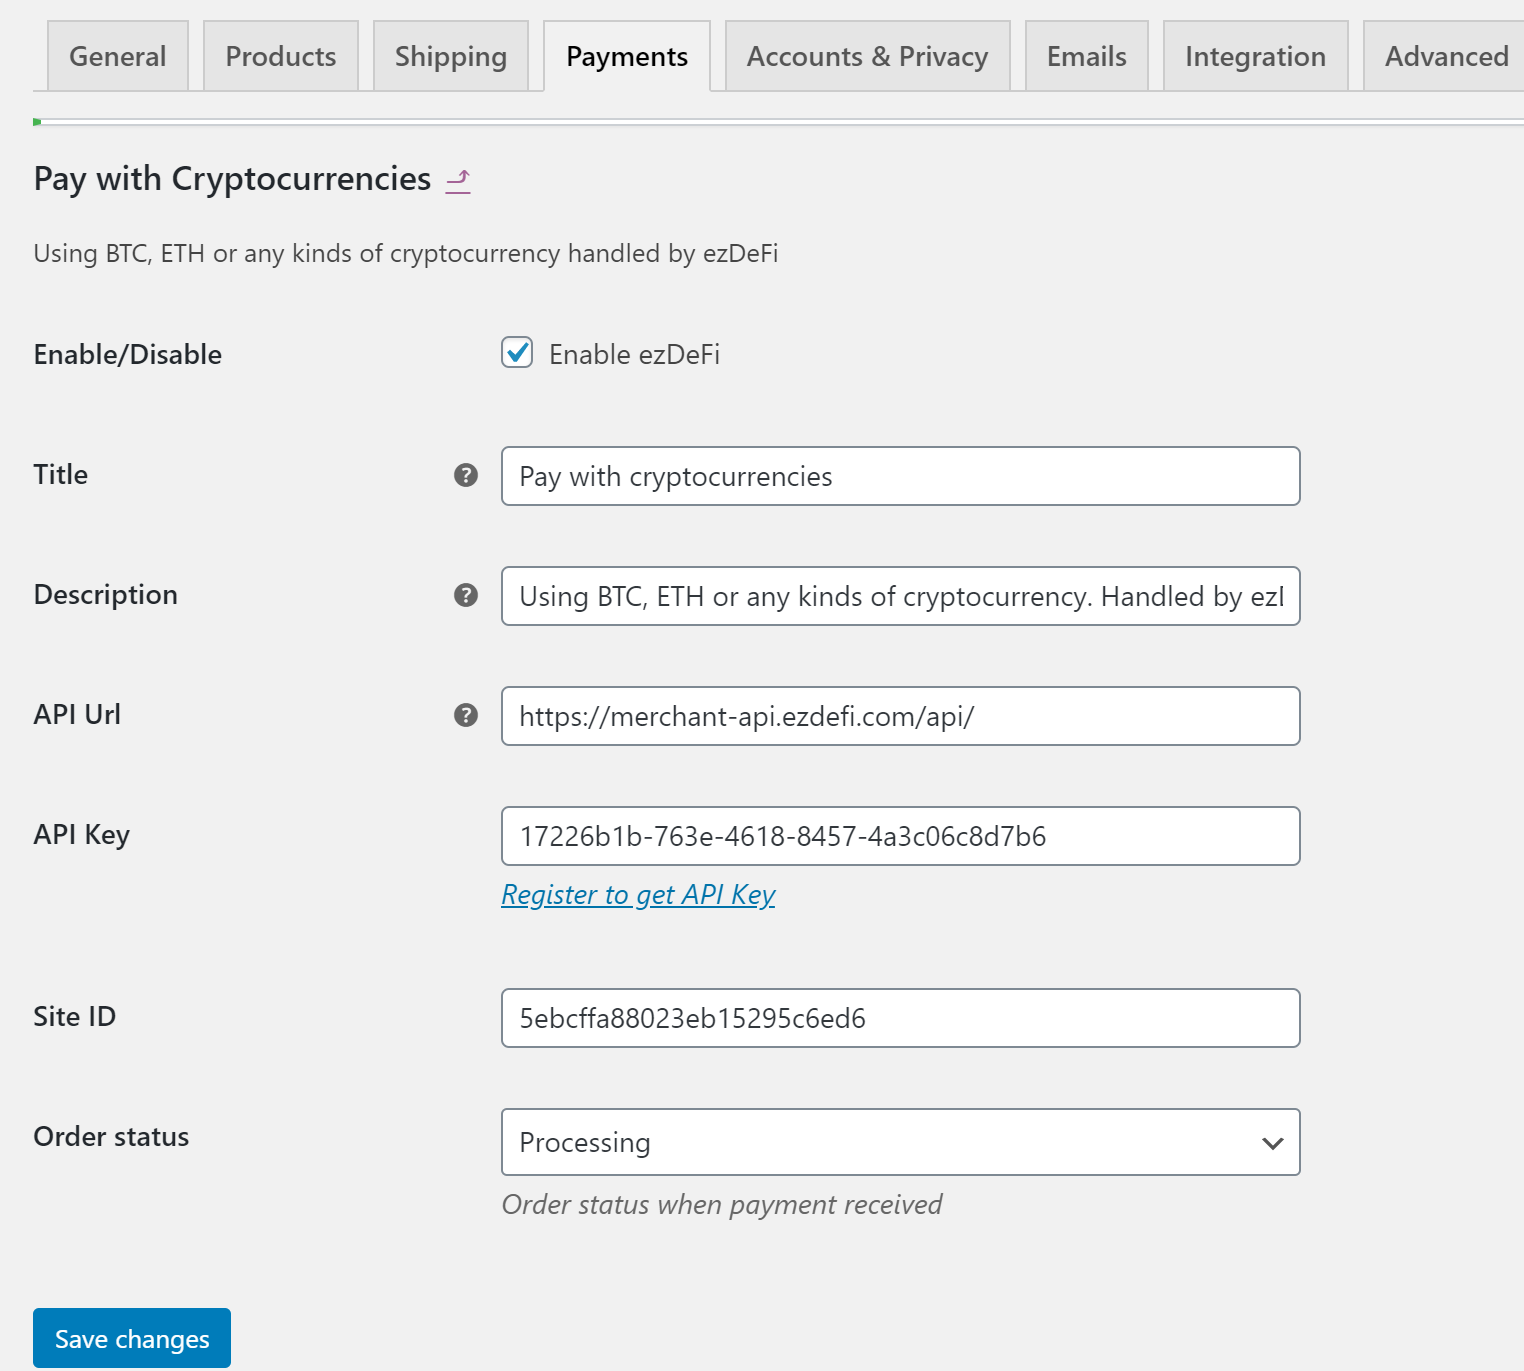 General Products Shipping Payments Accounts & Privacy Emails Integration Advanced
Pay with Cryptocurrencies
Using BTC, ETH or any kinds of cryptocurrency handled by ezDeFi
Enable/Disable Enable ezDeFi
Title ? Pay with cryptocurrencies
Description ? Using BTC, ETH or any kinds of cryptocurrency. Handled by
API Url ? https://merchant-api.ezdefi.com/api/
API Key 17226b1b-763e-4618-8457-4a3c06c8d7b6
Register to get API Key
Site ID 5ebcffa88023eb15295c6ed6
Order status Processing
Order status when payment received
Save changes